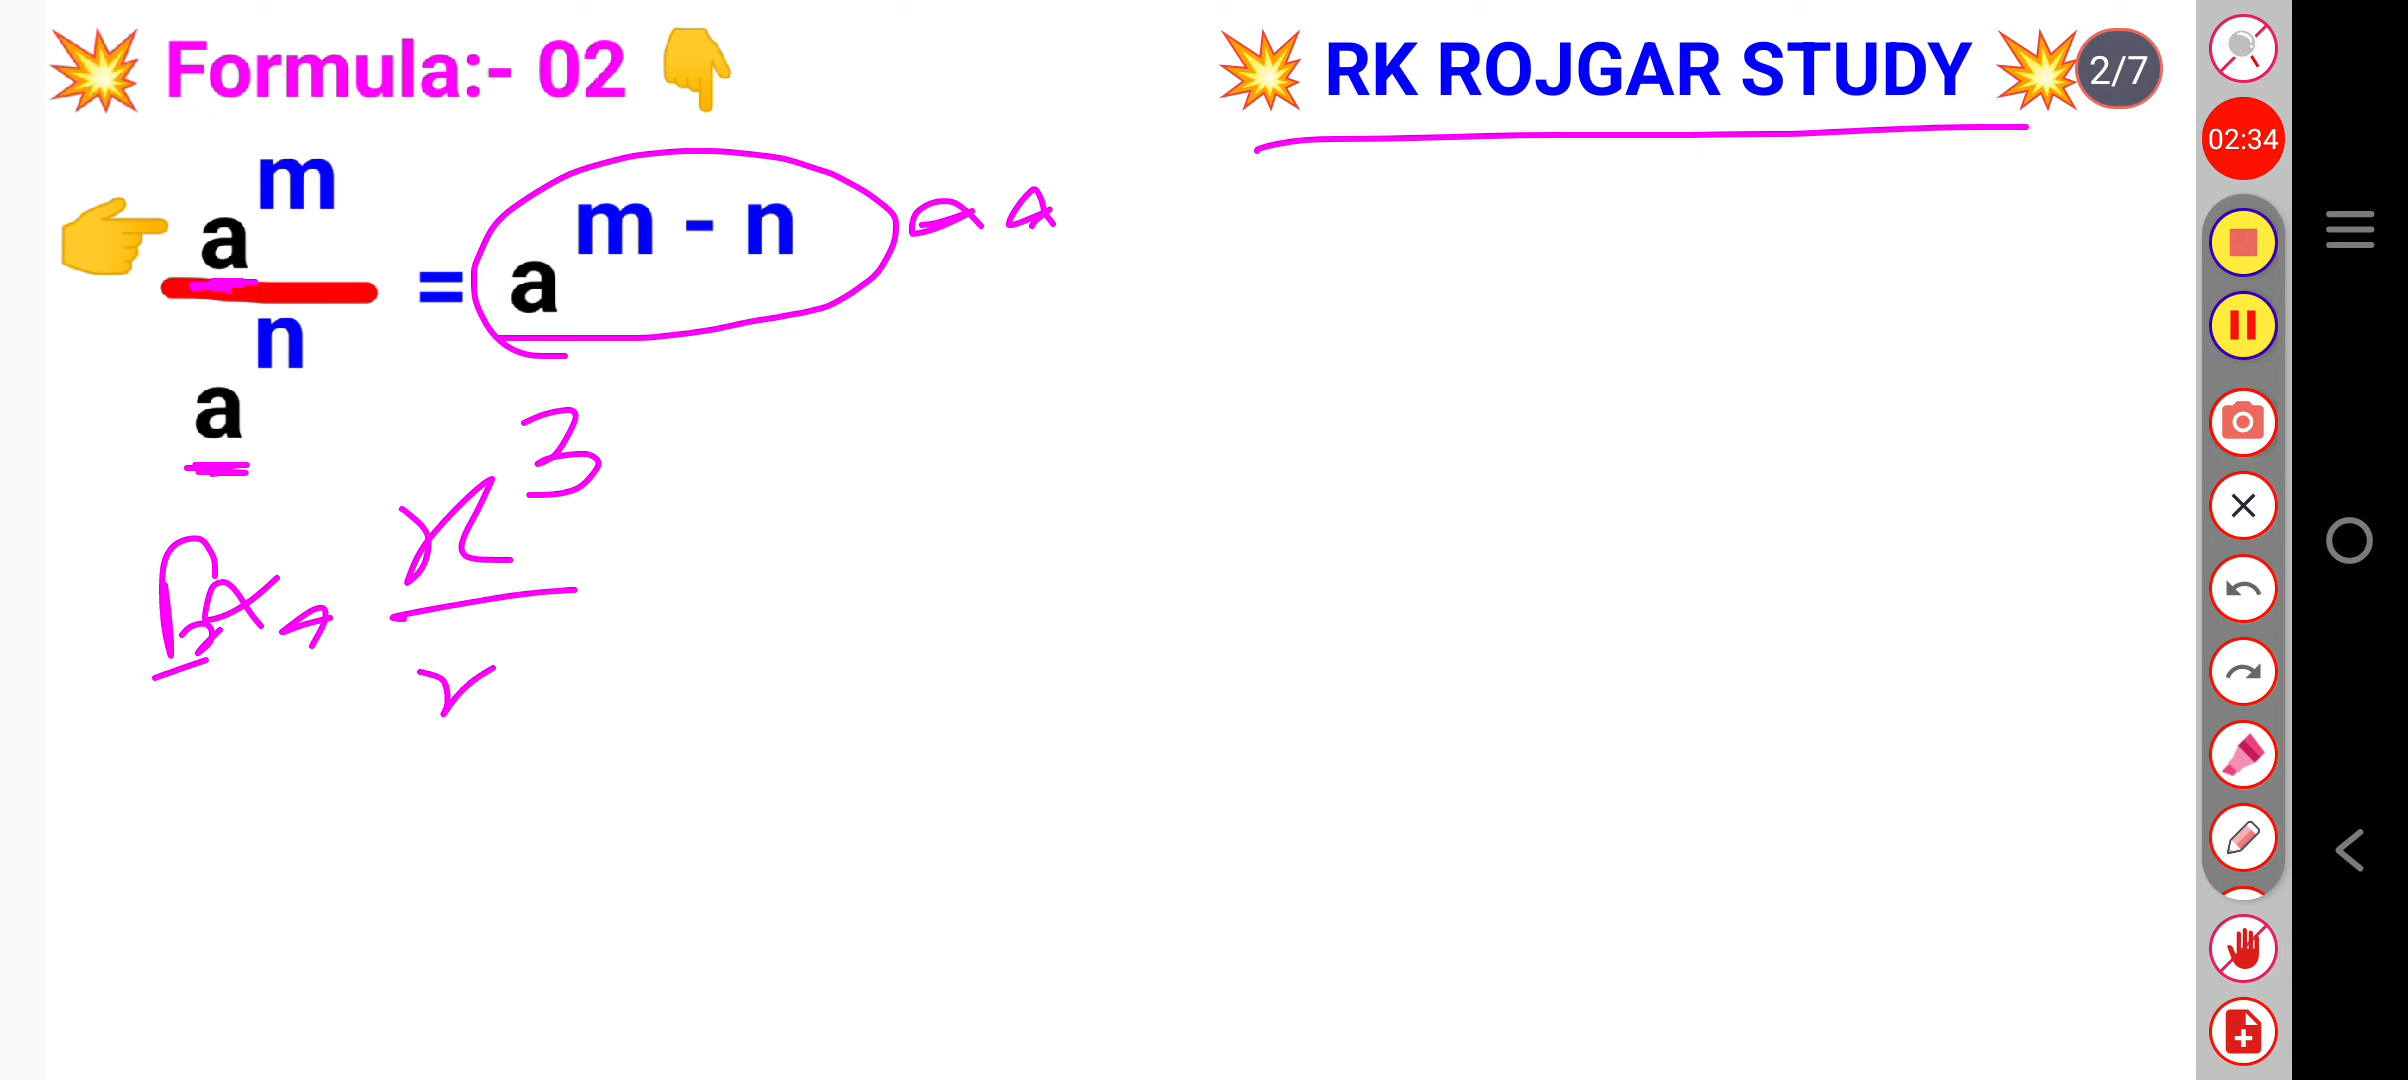 💥 Formula:- 02 👇
💥 RK ROJGAR STUDY 💥
2/7
02:34
👉 a^m / a^n = a^(m - n)
x^3